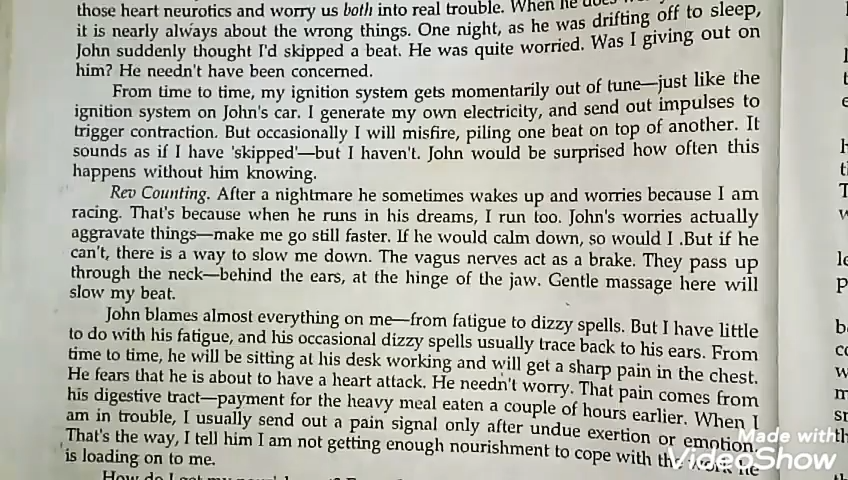 those heart neurotics and worry us both into real trouble. When he
it is nearly always about the wrong things. One night, as he was drifting off to sleep,
John suddenly thought I'd skipped a beat. He was quite worried. Was I giving out on
him? He needn't have been concerned.
From time to time, my ignition system gets momentarily out of tune—just like the
ignition system on John's car. I generate my own electricity, and send out impulses to
trigger contraction. But occasionally I will misfire, piling one beat on top of another. It
sounds as if I have 'skipped'—but I haven't. John would be surprised how often this
happens without him knowing.
Rev Counting. After a nightmare he sometimes wakes up and worries because I am
racing. That's because when he runs in his dreams, I run too. John's worries actually
aggravate things—make me go still faster. If he would calm down, so would I .But if he
can't, there is a way to slow me down. The vagus nerves act as a brake. They pass up
through the neck—behind the ears, at the hinge of the jaw. Gentle massage here will
slow my beat.
John blames almost everything on me—from fatigue to dizzy spells. But I have little
to do with his fatigue, and his occasional dizzy spells usually trace back to his ears. From
time to time, he will be sitting at his desk working and will get a sharp pain in the chest.
He fears that he is about to have a heart attack. He needn't worry. That pain comes from
his digestive tract—payment for the heavy meal eaten a couple of hours earlier. When I
am in trouble, I usually send out a pain signal only after undue exertion or emotion.
That's the way, I tell him I am not getting enough nourishment to cope with the work he
is loading on to me.
Made with
VideoShow